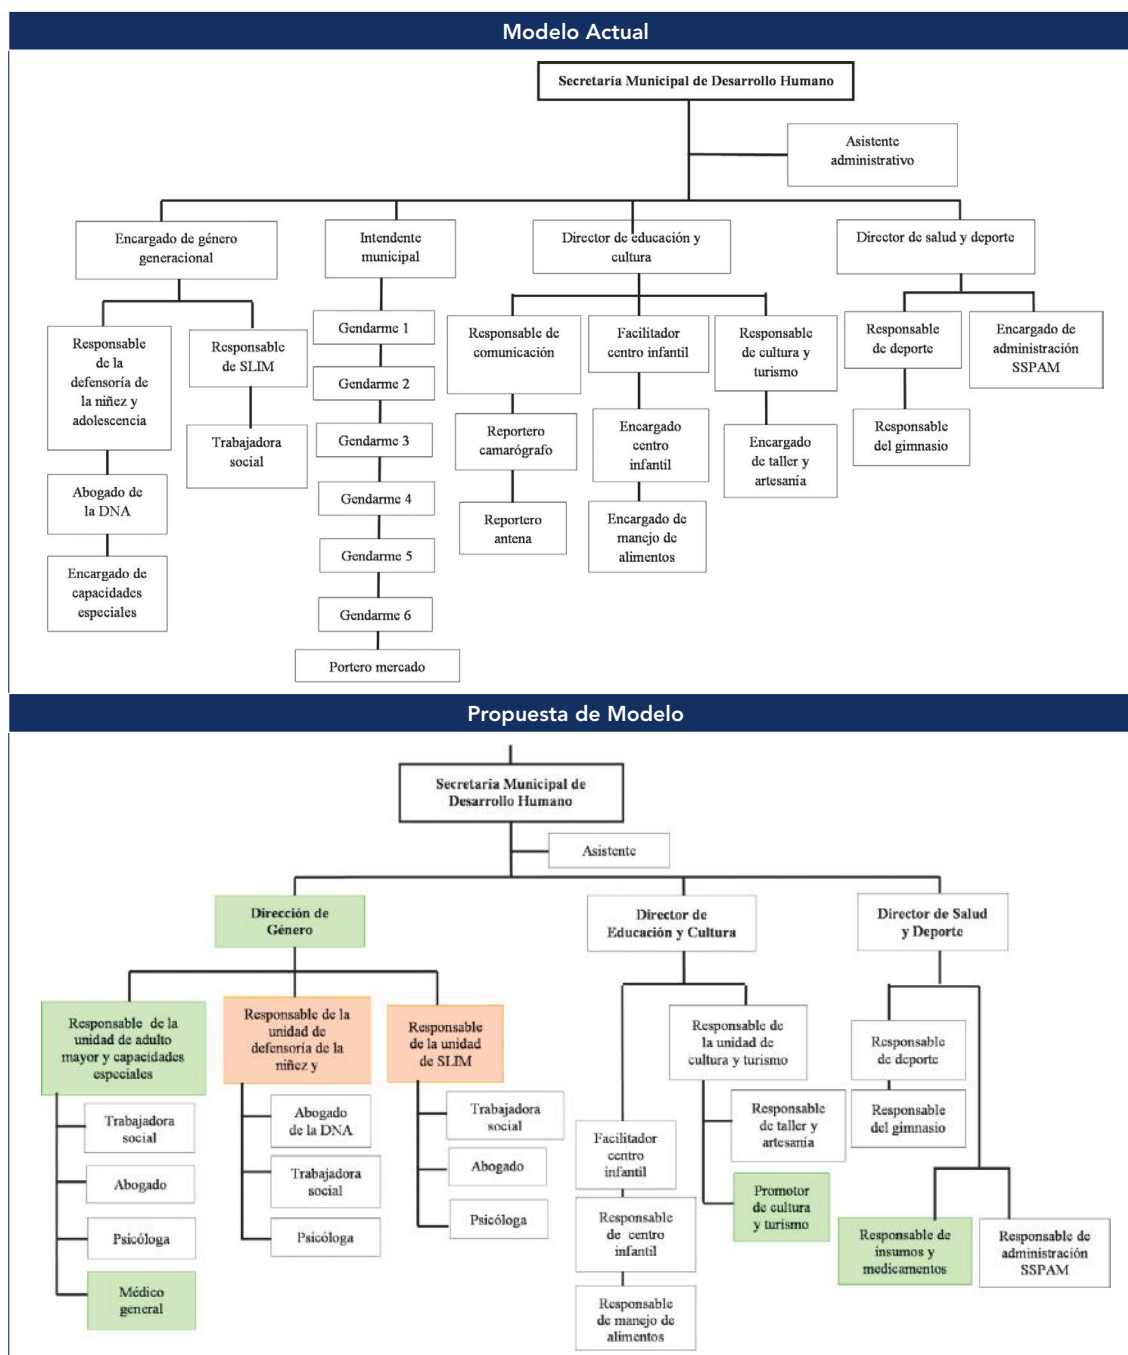 Modelo Actual
Secretaría Municipal de Desarrollo Humano
Asistente
administrativo
Encargado de género
generacional
Intendente
municipal
Director de educación y
cultura
Director de salud y deporte
Responsable
de la
defensoría de
la niñez y
adolescencia
Responsable
de SLIM
Trabajadora
social
Abogado de
la DNA
Encargado de
capacidades
especiales
Gendarme 1
Gendarme 2
Gendarme 3
Gendarme 4
Gendarme 5
Gendarme 6
Portero mercado
Responsable de
comunicación
Reportero
camarógrafo
Reportero
antena
Facilitador
centro infantil
Encargado
centro
infantil
Encargado de
manejo de
alimentos
Responsable
de cultura y
turismo
Encargado
de taller y
artesanía
Responsable
de deporte
Responsable
del gimnasio
Encargado de
administración
SSPAM
Propuesta de Modelo
Secretaría Municipal de
Desarrollo Humano
Asistente
Dirección de
Género
Director de
Educación y Cultura
Director de Salud
y Deporte
Responsable de la
unidad de adulto
mayor y capacidades
especiales
Trabajadora
social
Abogado
Psicóloga
Médico
general
Responsable de la
unidad de
defensoría de la
niñez y
Abogado
de la DNA
Trabajadora
social
Psicóloga
Responsable
de la unidad
de SLIM
Trabajadora
social
Abogado
Psicóloga
Facilitador
centro
infantil
Responsable
de centro
infantil
Responsable
de manejo de
alimentos
Responsable de
la unidad de
cultura y turismo
Responsable
de taller y
artesanía
Promotor
de cultura
y turismo
Responsable
de deporte
Responsable
del gimnasio
Responsable de
insumos y
medicamentos
Responsable de
administración
SSPAM